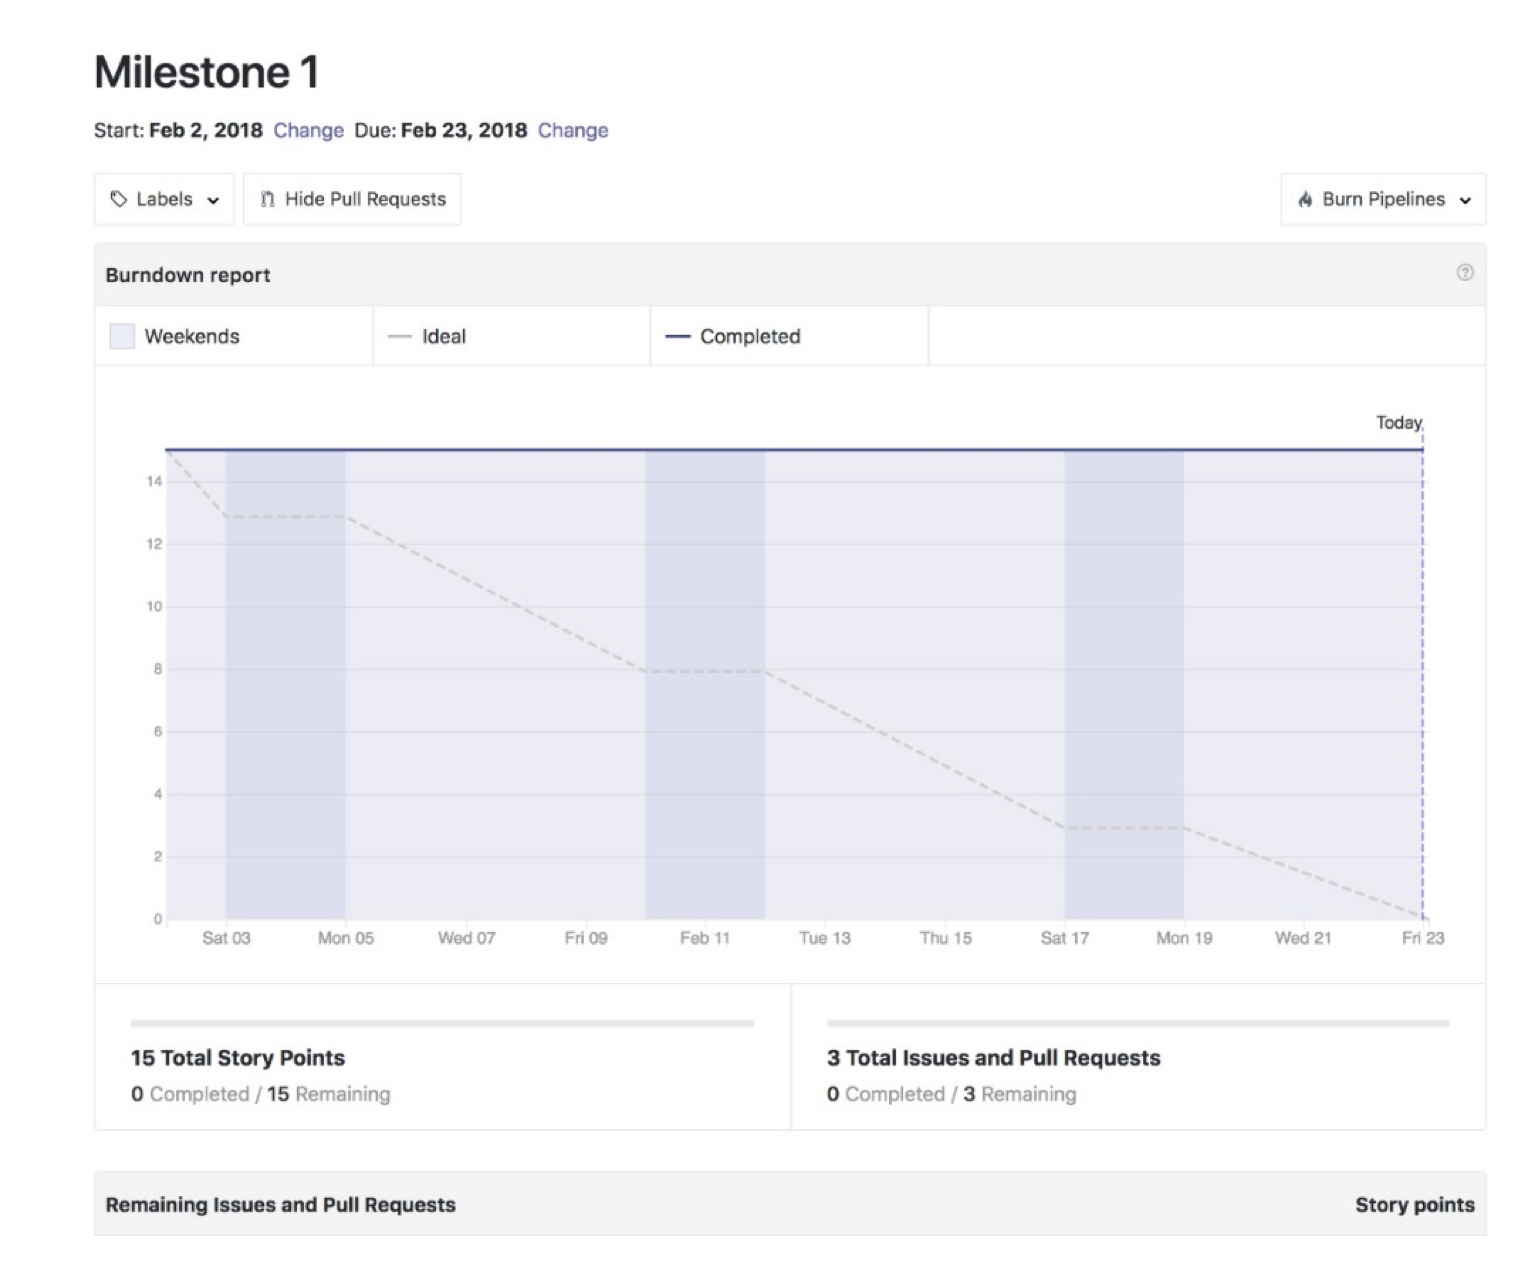 Milestone 1
Start: Feb 2, 2018 Change Due: Feb 23, 2018 Change
Labels Hide Pull Requests Burn Pipelines
Burndown report ?
Weekends Ideal Completed
Today
14
12
10
8
6
4
2
0
Sat 03 Mon 05 Wed 07 Fri 09 Feb 11 Tue 13 Thu 15 Sat 17 Mon 19 Wed 21 Fri 23
15 Total Story Points
0 Completed / 15 Remaining
3 Total Issues and Pull Requests
0 Completed / 3 Remaining
Remaining Issues and Pull Requests Story points